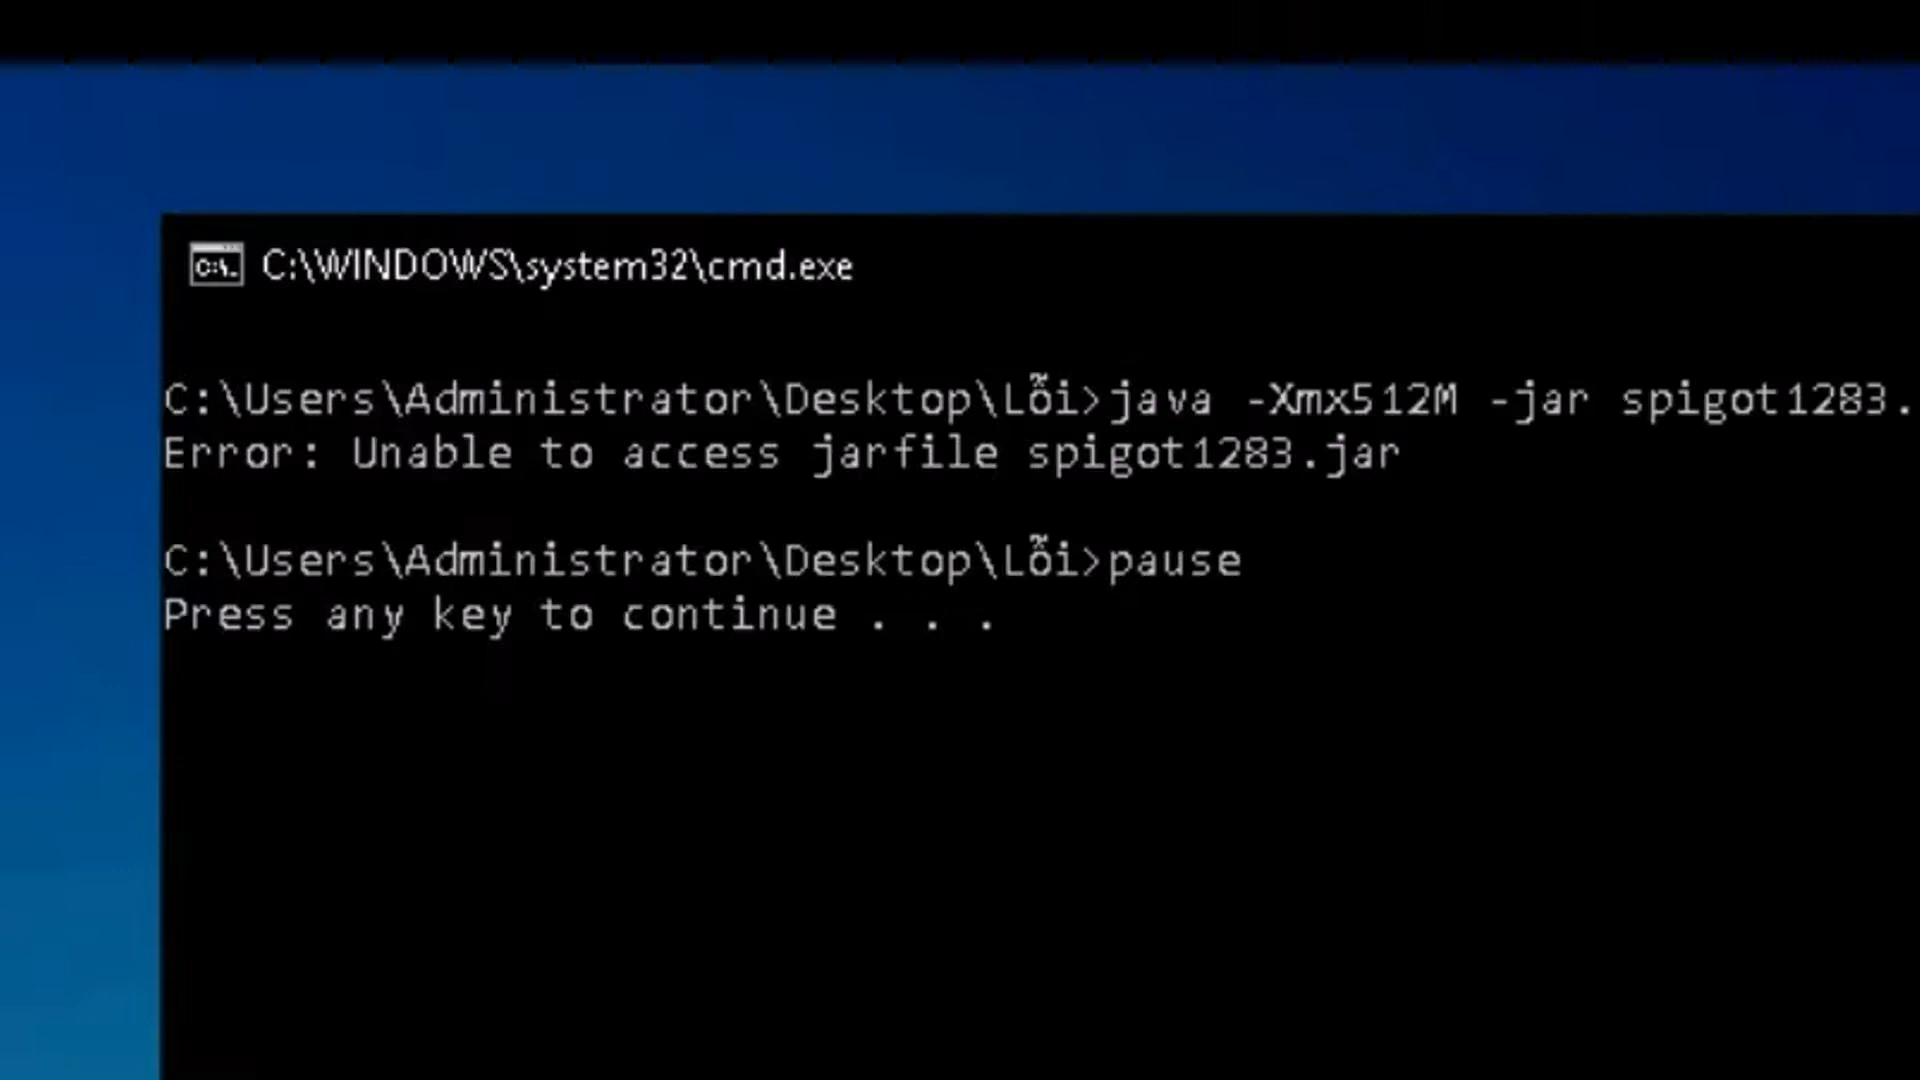 C:\WINDOWS\system32\cmd.exe
C:\Users\Administrator\Desktop\Lỗi>java -Xmx512M -jar spigot1283.
Error: Unable to access jarfile spigot1283.jar
C:\Users\Administrator\Desktop\Lỗi>pause
Press any key to continue . . .